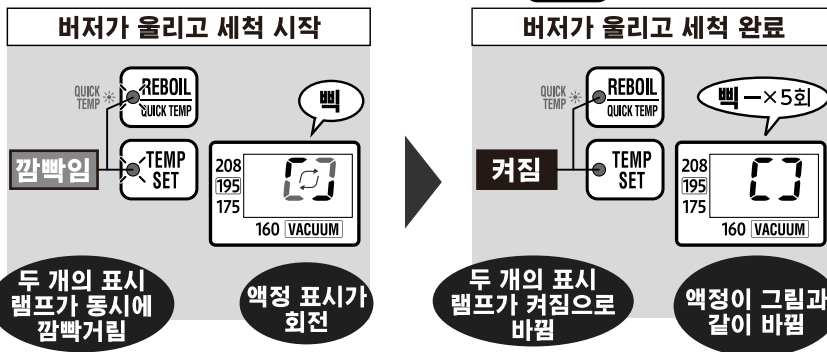 버저가 울리고 세척 시작
QUICK
TEMP
REBOIL
QUICK TEMP
삑
깜빡임
TEMP
SET
208
195
175
160 VACUUM
두 개의 표시
램프가 동시에
깜빡거림
액정 표시가
회전
버저가 울리고 세척 완료
QUICK
TEMP
REBOIL
QUICK TEMP
삑 ー×5회
켜짐
TEMP
SET
208
195
175
160 VACUUM
두 개의 표시
램프가 켜짐으로
바뀜
액정이 그림과
같이 바뀜